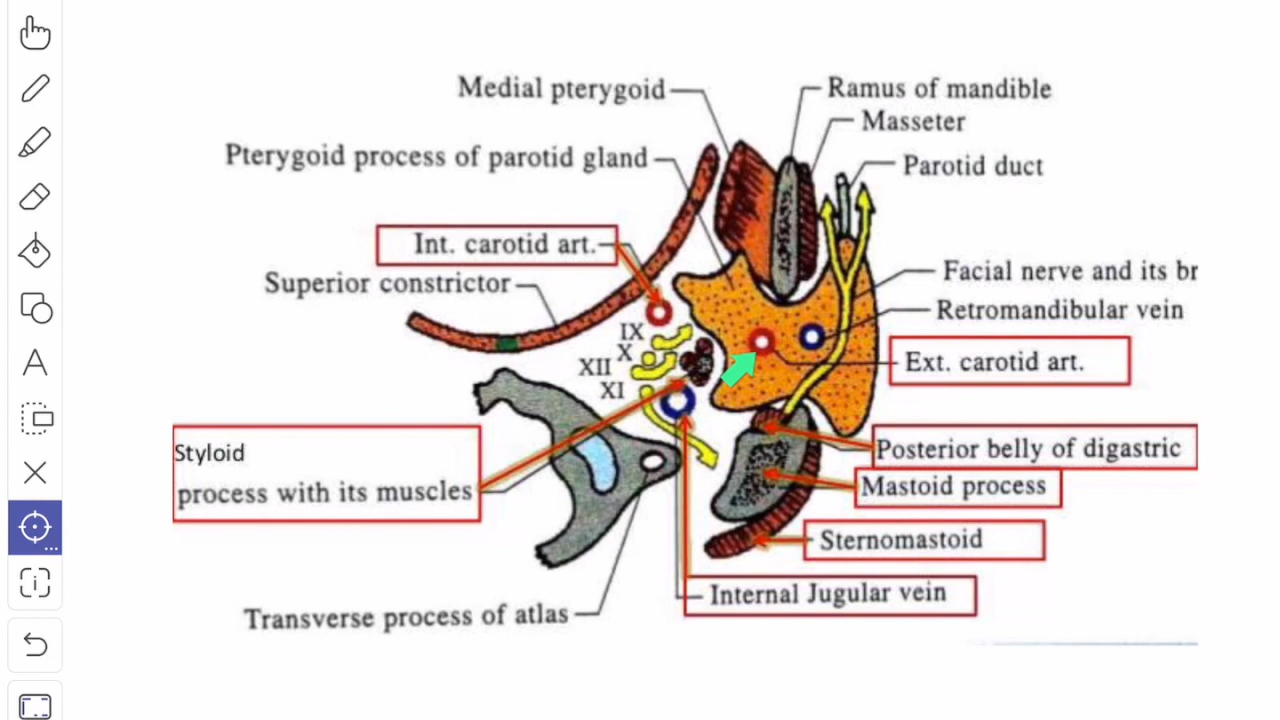 Medial pterygoid
Ramus of mandible
Masseter
Pterygoid process of parotid gland
Parotid duct
Int. carotid art.
Superior constrictor
Facial nerve and its br
Retromandibular vein
IX
X
XII
XI
Ext. carotid art.
Styloid
process with its muscles
Posterior belly of digastric
Mastoid process
Sternomastoid
Internal Jugular vein
Transverse process of atlas
A